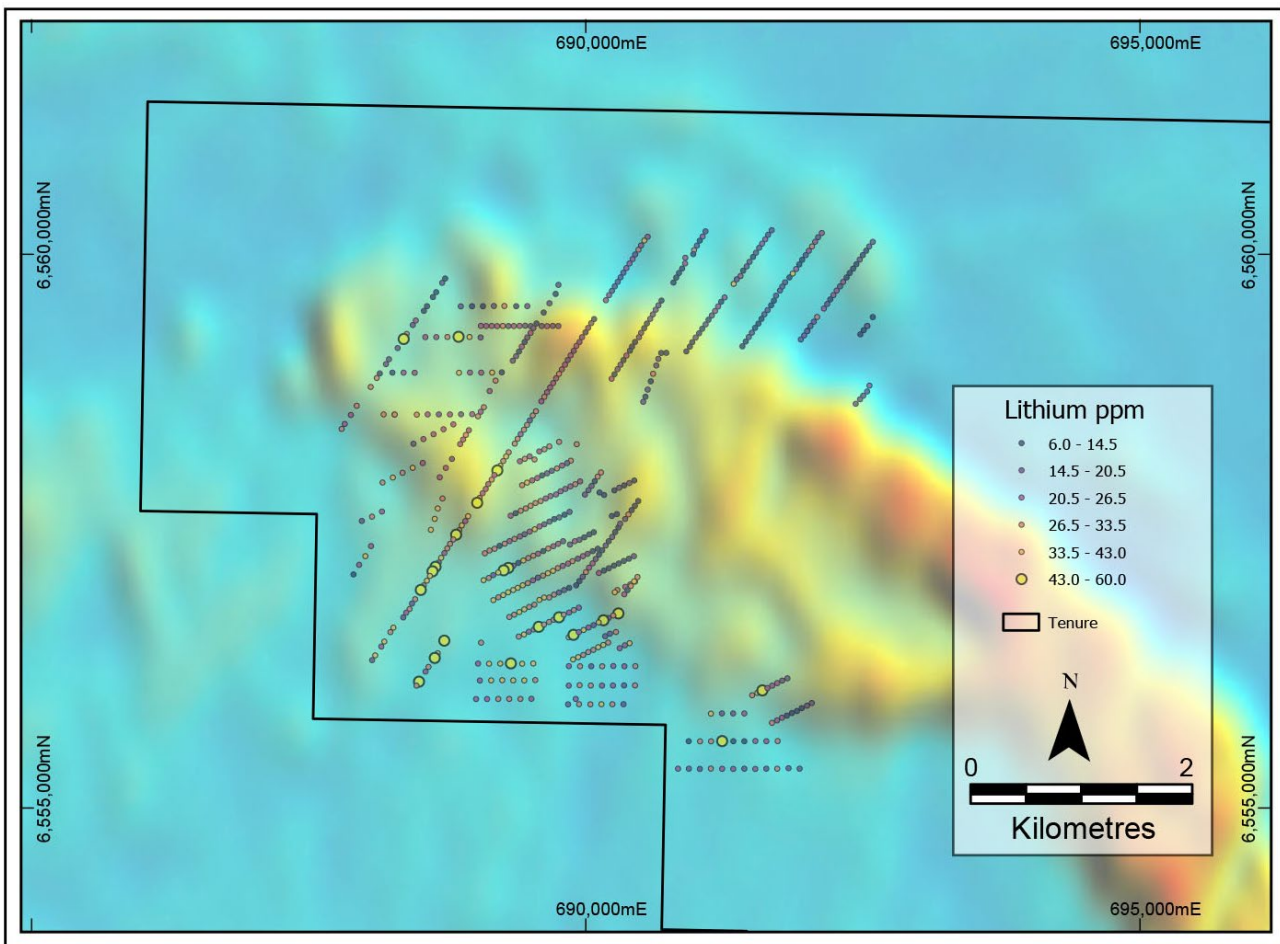 690,000mE
695,000mE
6,560,000mN
6,560,000mN
Lithium ppm
6.0 - 14.5
14.5 - 20.5
20.5 - 26.5
26.5 - 33.5
33.5 - 43.0
43.0 - 60.0
Tenure
N
0 2
Kilometres
6,555,000mN
6,555,000mN
690,000mE
695,000mE